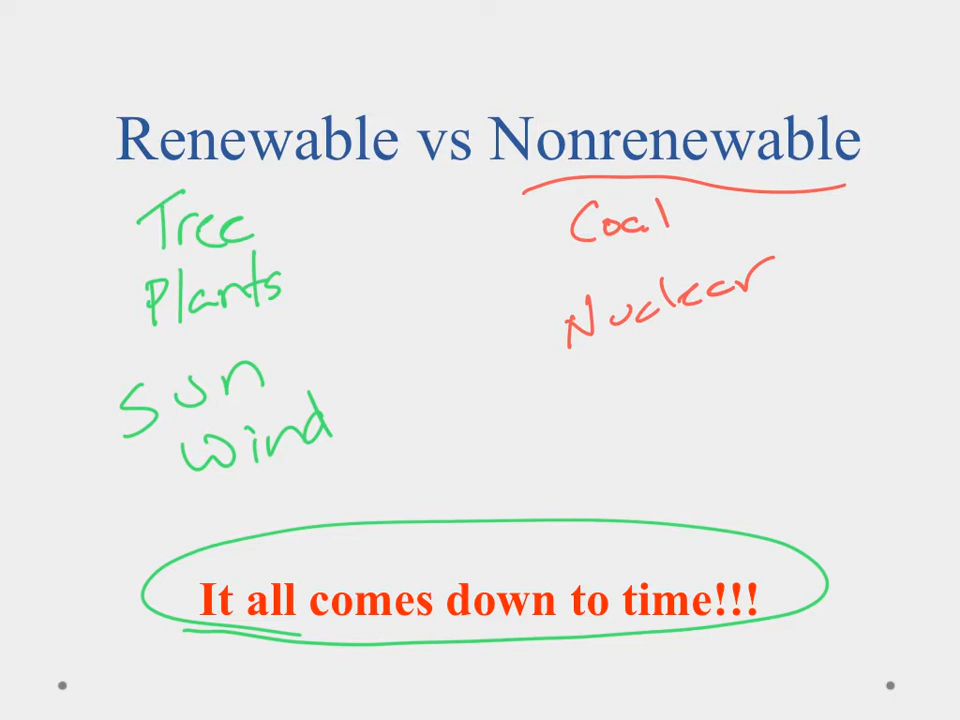 Renewable vs Nonrenewable
Tree
Plants
Sun
Wind
Coal
Nuclear
It all comes down to time!!!